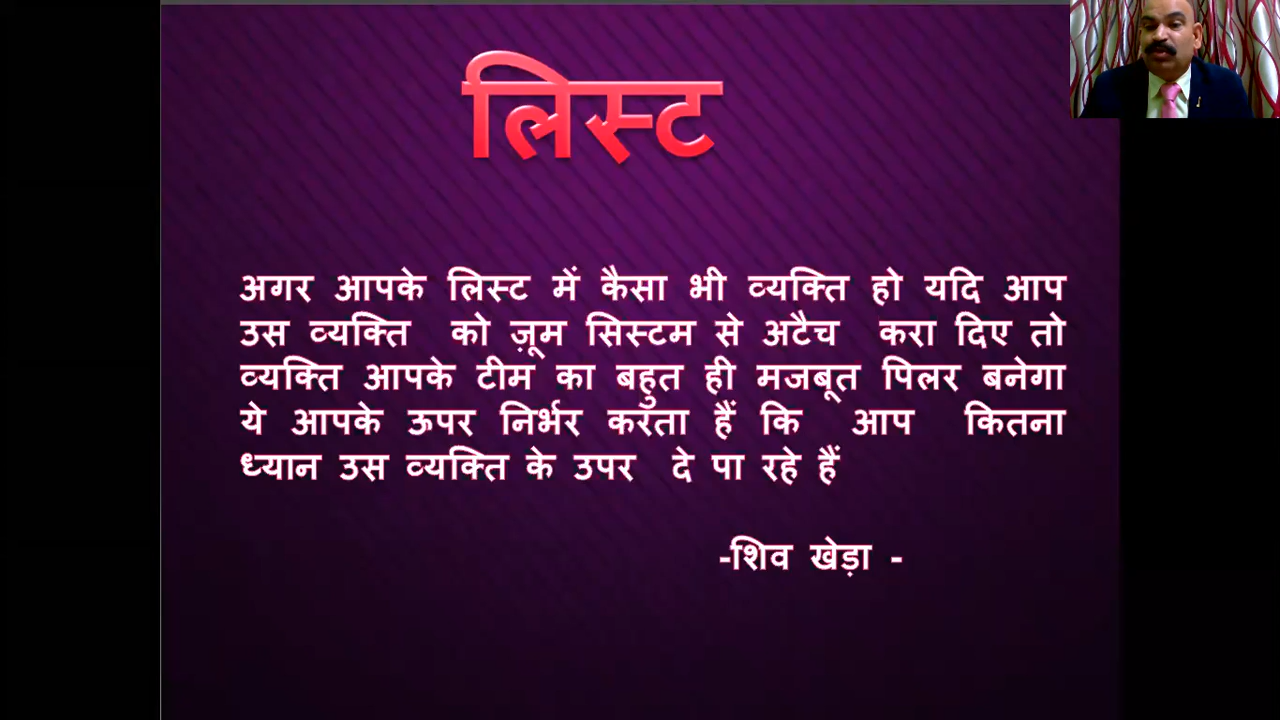 लिस्ट
अगर आपके लिस्ट में कैसा भी व्यक्ति हो यदि आप
उस व्यक्ति को ज़ूम सिस्टम से अटैच करा दिए तो
व्यक्ति आपके टीम का बहुत ही मजबूत पिलर बनेगा
ये आपके ऊपर निर्भर करता हैं कि आप कितना
ध्यान उस व्यक्ति के उपर दे पा रहे हैं
-शिव खेड़ा -